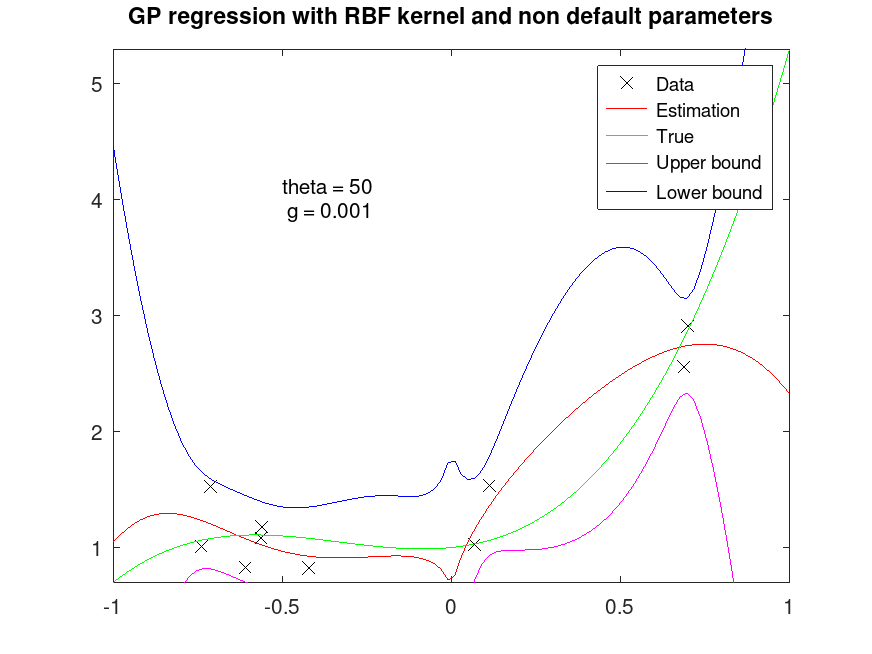 GP regression with RBF kernel and non default parameters
5
4
3
2
1
-1
-0.5
0
0.5
1
theta = 50
g = 0.001
Data
Estimation
True
Upper bound
Lower bound